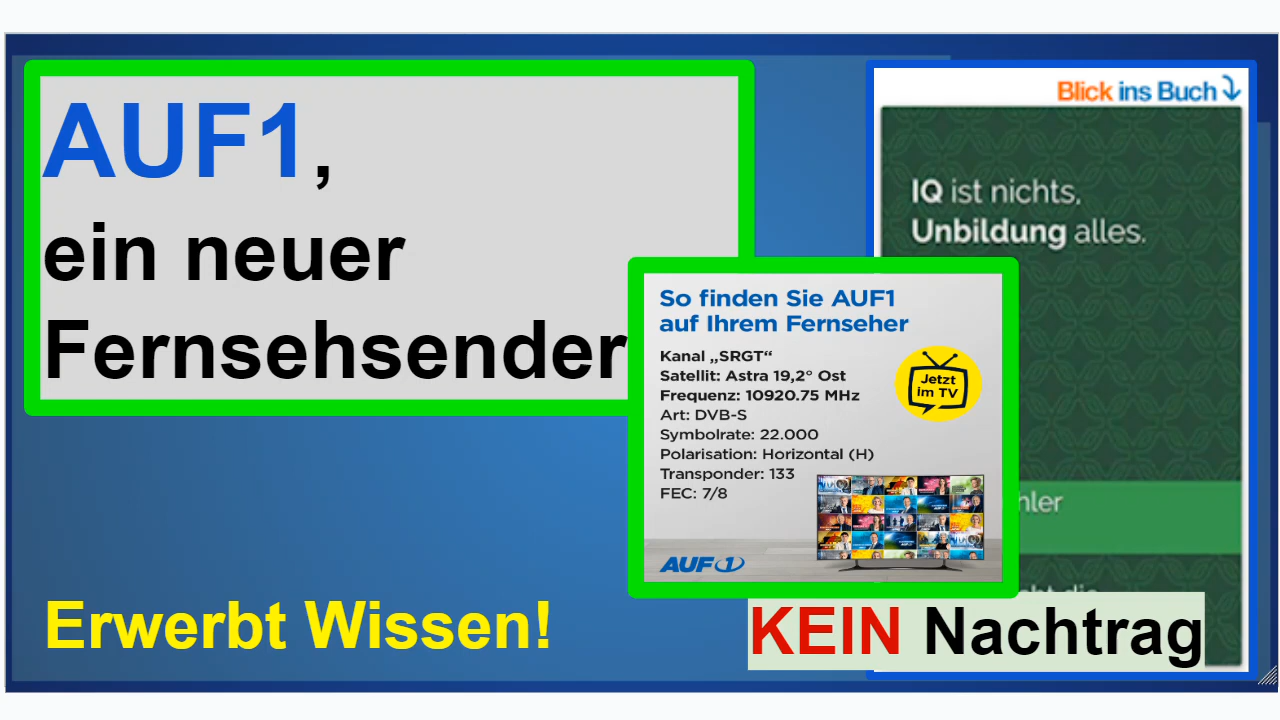 AUF1,
ein neuer
Fernsehsender
Blick ins Buch
IQ ist nichts,
Unbildung alles.
So finden Sie AUF1
auf Ihrem Fernseher
Kanal „SRGT“
Satellit: Astra 19,2° Ost
Frequenz: 10920.75 MHz
Art: DVB-S
Symbolrate: 22.000
Polarisation: Horizontal (H)
Transponder: 133
FEC: 7/8
Jetzt
im TV
AUF1
Erwerbt Wissen!
KEIN Nachtrag